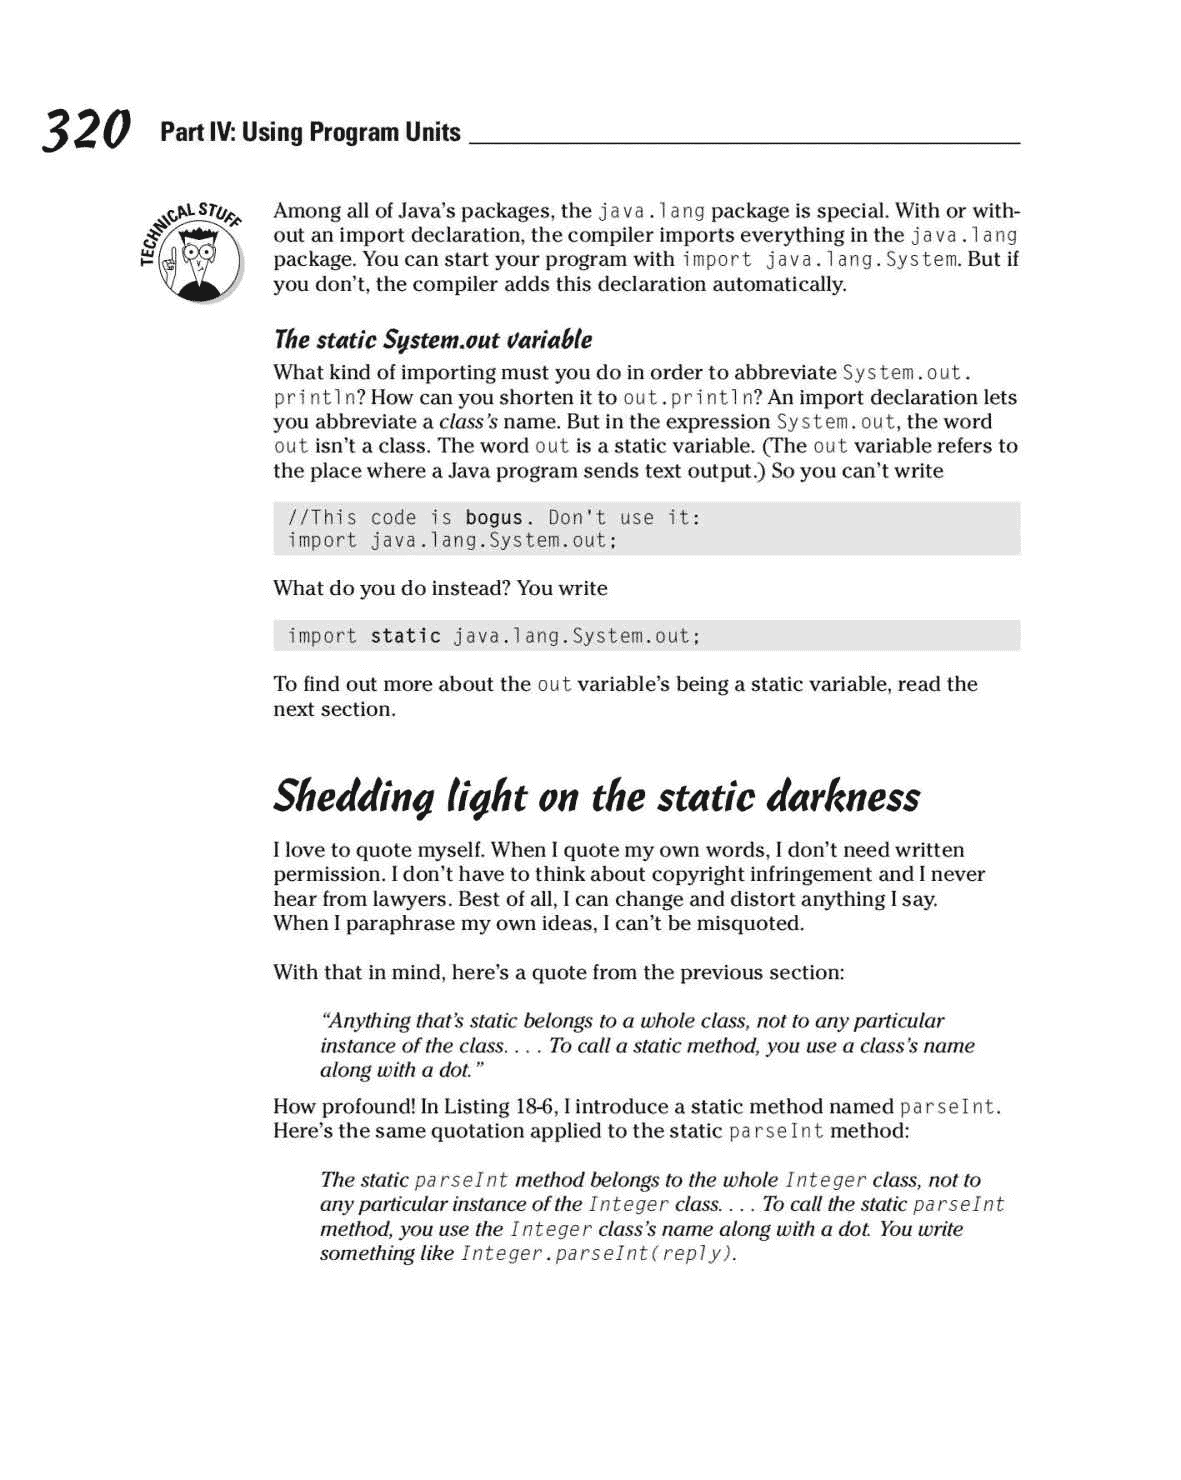 320 Part IV: Using Program Units
TECHNICAL STUFF
Among all of Java's packages, the java.lang package is special. With or with-
out an import declaration, the compiler imports everything in the java.lang
package. You can start your program with import java.lang.System. But if
you don't, the compiler adds this declaration automatically.
The static System.out variable
What kind of importing must you do in order to abbreviate System.out.
println? How can you shorten it to out.println? An import declaration lets
you abbreviate a class's name. But in the expression System.out, the word
out isn't a class. The word out is a static variable. (The out variable refers to
the place where a Java program sends text output.) So you can't write
//This code is bogus. Don't use it:
import java.lang.System.out;
What do you do instead? You write
import static java.lang.System.out;
To find out more about the out variable's being a static variable, read the
next section.
Shedding light on the static darkness
I love to quote myself. When I quote my own words, I don't need written
permission. I don't have to think about copyright infringement and I never
hear from lawyers. Best of all, I can change and distort anything I say.
When I paraphrase my own ideas, I can't be misquoted.
With that in mind, here's a quote from the previous section:
“Anything that's static belongs to a whole class, not to any particular
instance of the class. . . . To call a static method, you use a class's name
along with a dot.”
How profound! In Listing 18-6, I introduce a static method named parseInt.
Here's the same quotation applied to the static parseInt method:
The static parseInt method belongs to the whole Integer class, not to
any particular instance of the Integer class. . . . To call the static parseInt
method, you use the Integer class's name along with a dot. You write
something like Integer.parseInt(reply).